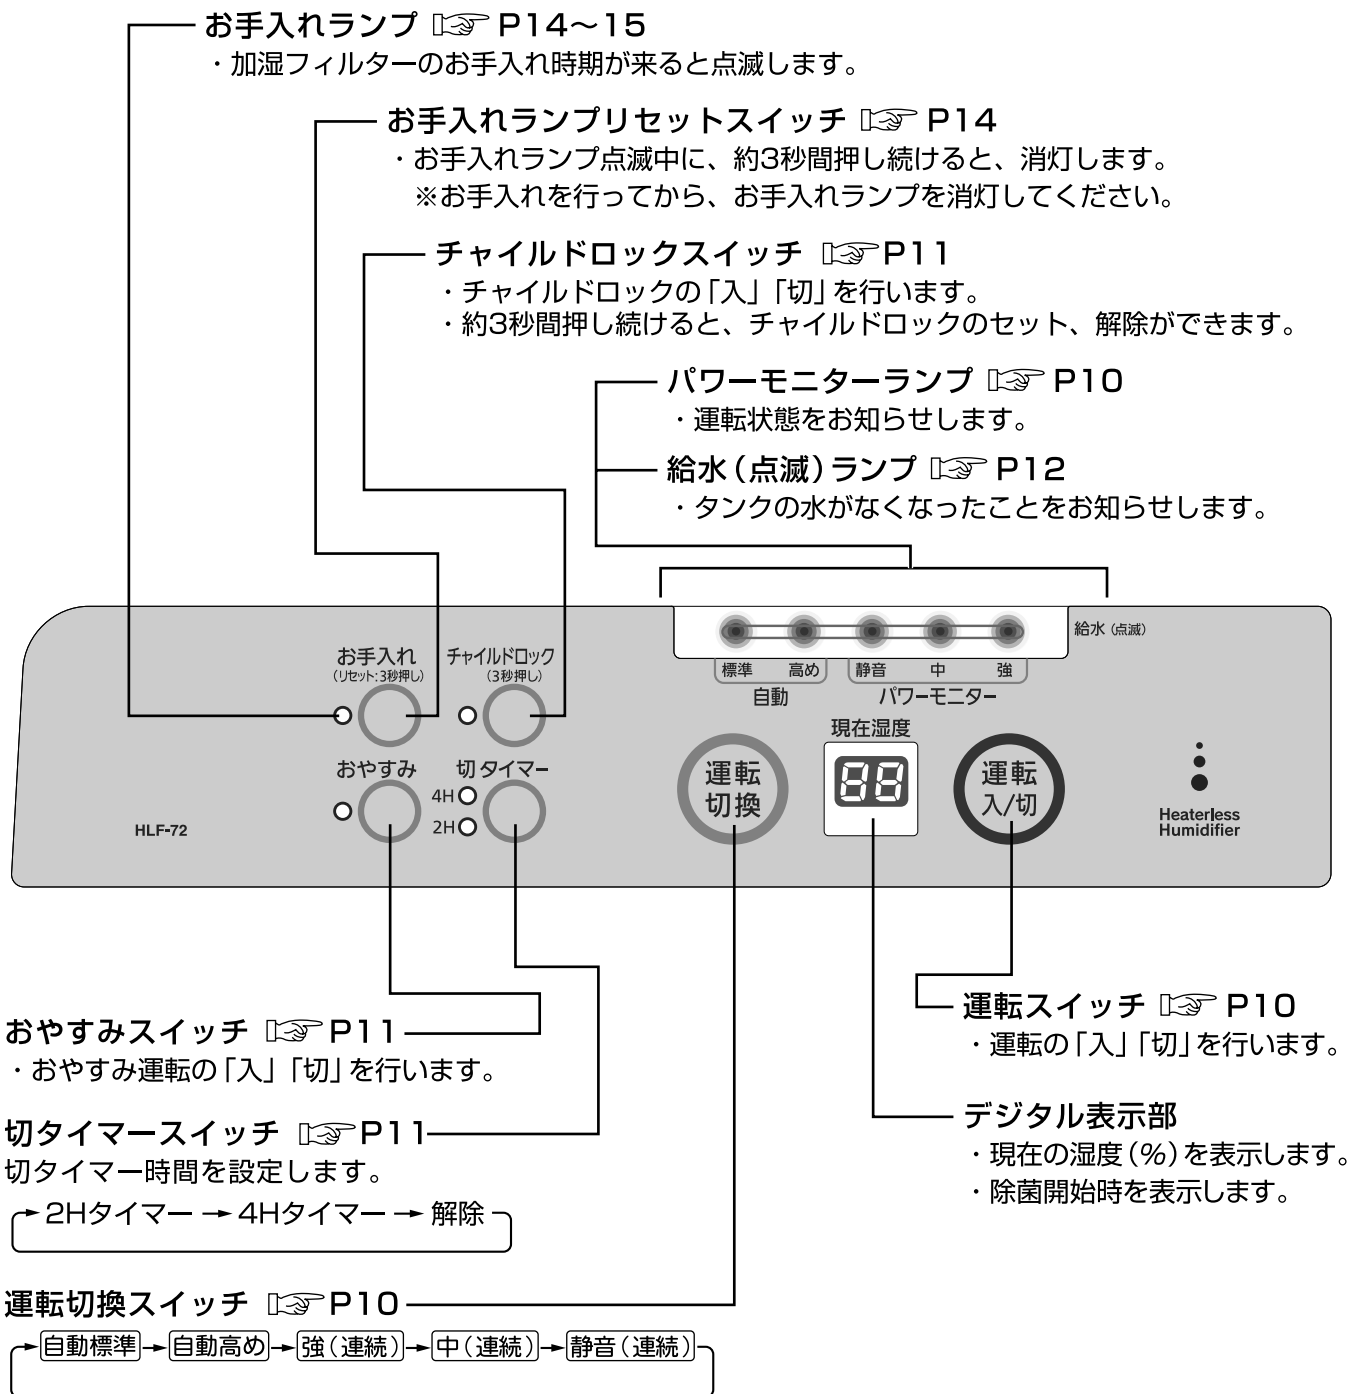 お手入れランプ ☞ P14～15
・加湿フィルターのお手入れ時期が来ると点滅します。
お手入れランプリセットスイッチ ☞ P14
・お手入れランプ点滅中に、約3秒間押し続けると、消灯します。
※お手入れを行ってから、お手入れランプを消灯してください。
チャイルドロックスイッチ ☞ P11
・チャイルドロックの「入」「切」を行います。
・約3秒間押し続けると、チャイルドロックのセット、解除ができます。
パワーモニターランプ ☞ P10
・運転状態をお知らせします。
給水(点滅)ランプ ☞ P12
・タンクの水がなくなったことをお知らせします。
給水(点滅)
お手入れ
(リセット:3秒押し)
チャイルドロック
(3秒押し)
標準 高め 静音 中 強
自動 パワーモニター
現在湿度
おやすみ
切タイマー
4H
2H
運転
切換
88
運転
入/切
HLF-72
Heaterless
Humidifier
おやすみスイッチ ☞ P11
・おやすみ運転の「入」「切」を行います。
切タイマースイッチ ☞ P11
切タイマー時間を設定します。
→ 2Hタイマー → 4Hタイマー → 解除
運転切換スイッチ ☞ P10
→ 自動標準 → 自動高め → 強(連続) → 中(連続) → 静音(連続)
運転スイッチ ☞ P10
・運転の「入」「切」を行います。
デジタル表示部
・現在の湿度(%)を表示します。
・除菌開始時を表示します。